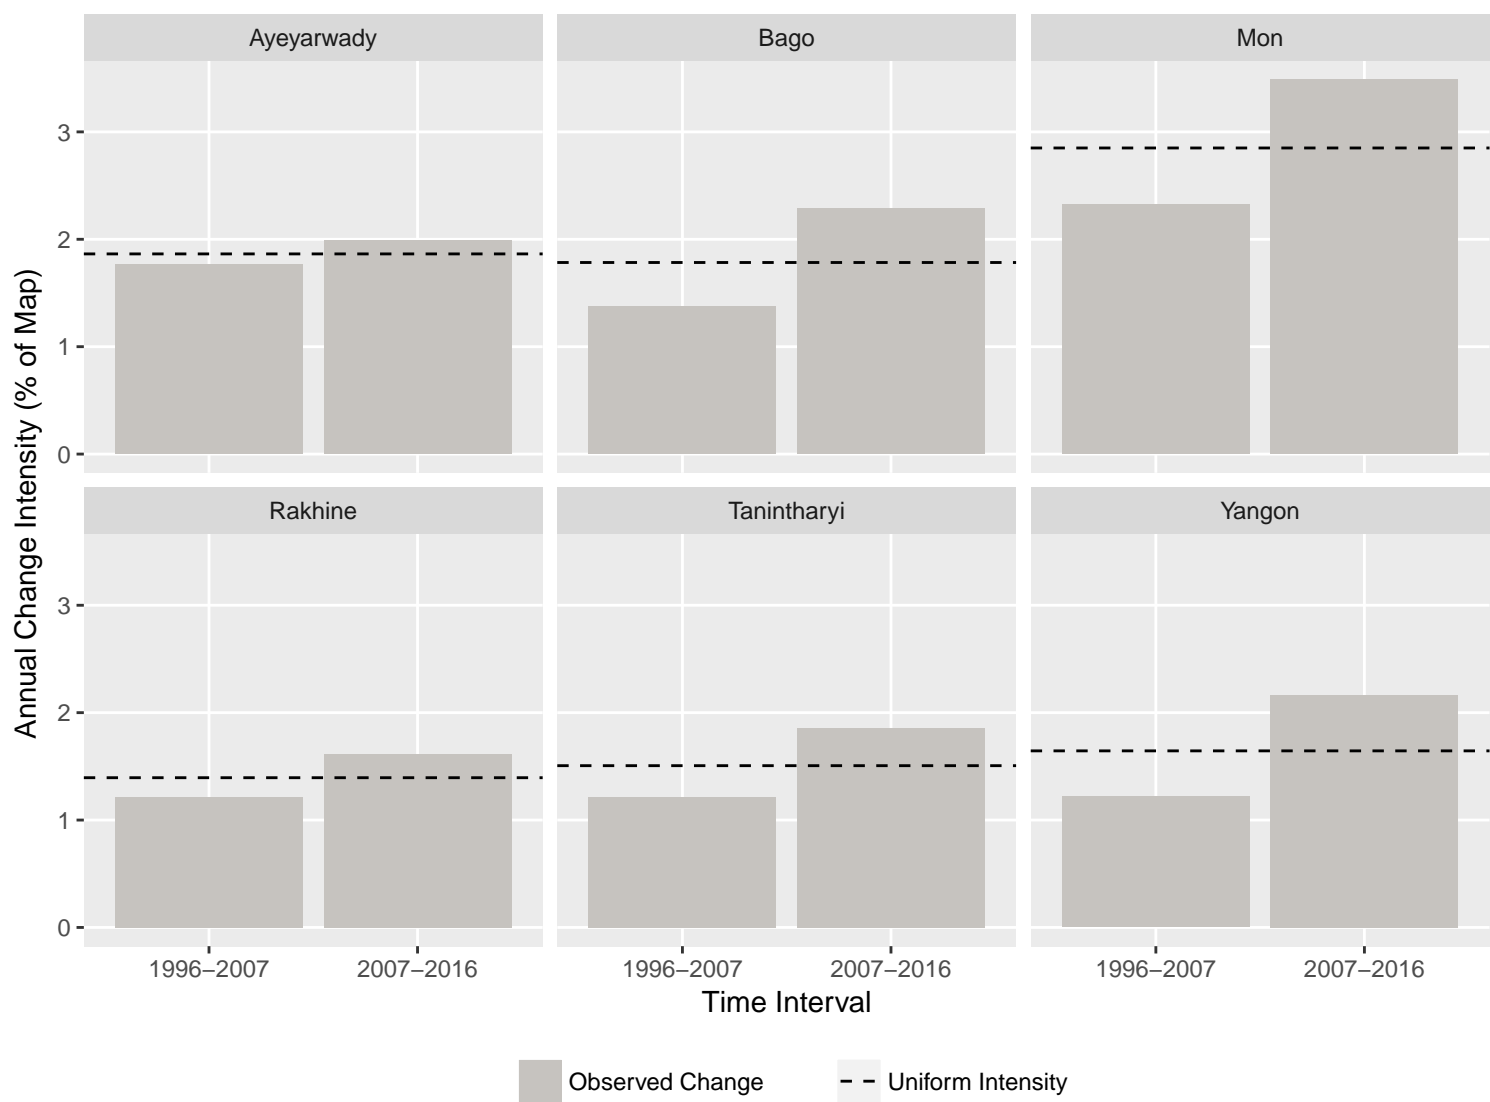 Ayeyarwady
Bago
Mon
3
2
1
0
Rakhine
Tanintharyi
Yangon
3
2
1
0
Annual Change Intensity (% of Map)
1996–2007
2007–2016
1996–2007
2007–2016
1996–2007
2007–2016
Time Interval
Observed Change
Uniform Intensity